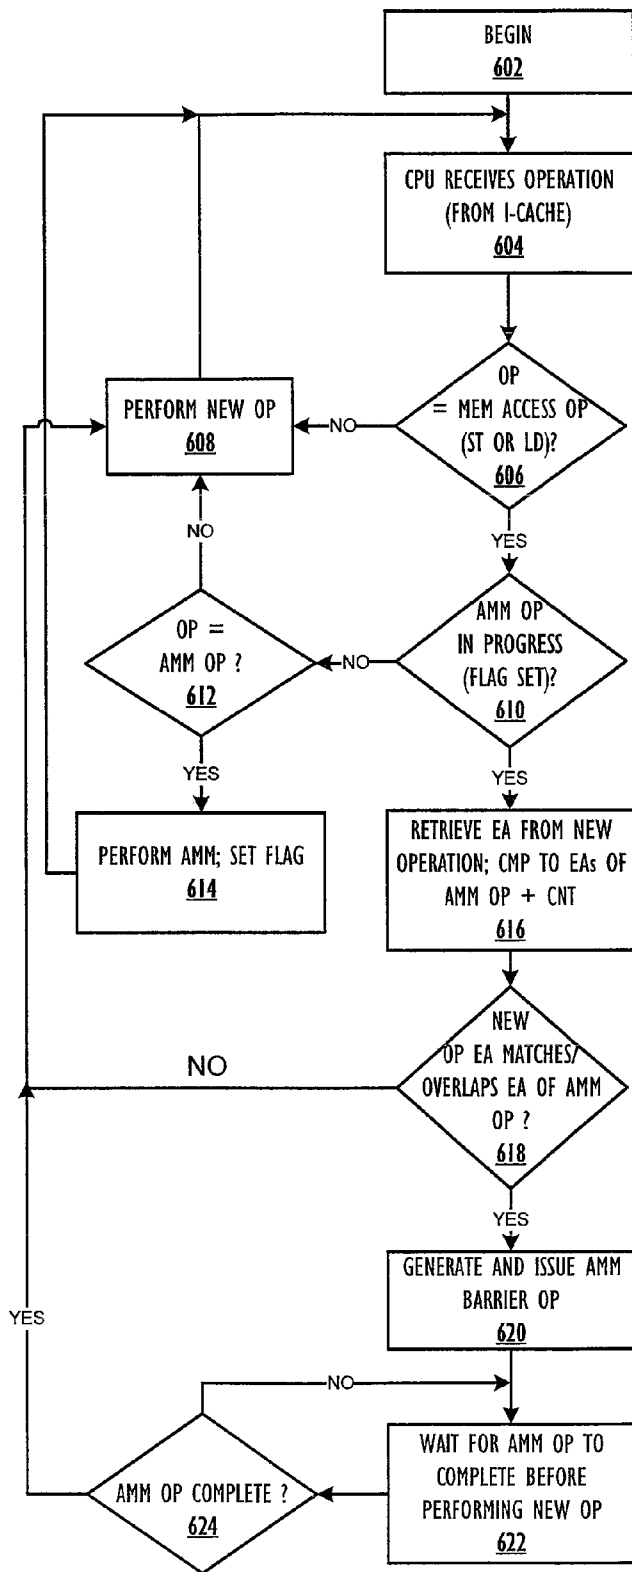 BEGIN
602
CPU RECEIVES OPERATION
(FROM I-CACHE)
604
OP
= MEM ACCESS OP
(ST OR LD)?
606
NO
PERFORM NEW OP
608
YES
NO
AMM OP
IN PROGRESS
(FLAG SET)?
610
NO
OP =
AMM OP ?
612
YES
YES
PERFORM AMM; SET FLAG
614
RETRIEVE EA FROM NEW
OPERATION; CMP TO EAs OF
AMM OP + CNT
616
NEW
OP EA MATCHES/
OVERLAPS EA OF AMM
OP ?
618
NO
YES
GENERATE AND ISSUE AMM
BARRIER OP
620
YES
NO
WAIT FOR AMM OP TO
COMPLETE BEFORE
PERFORMING NEW OP
622
AMM OP COMPLETE ?
624